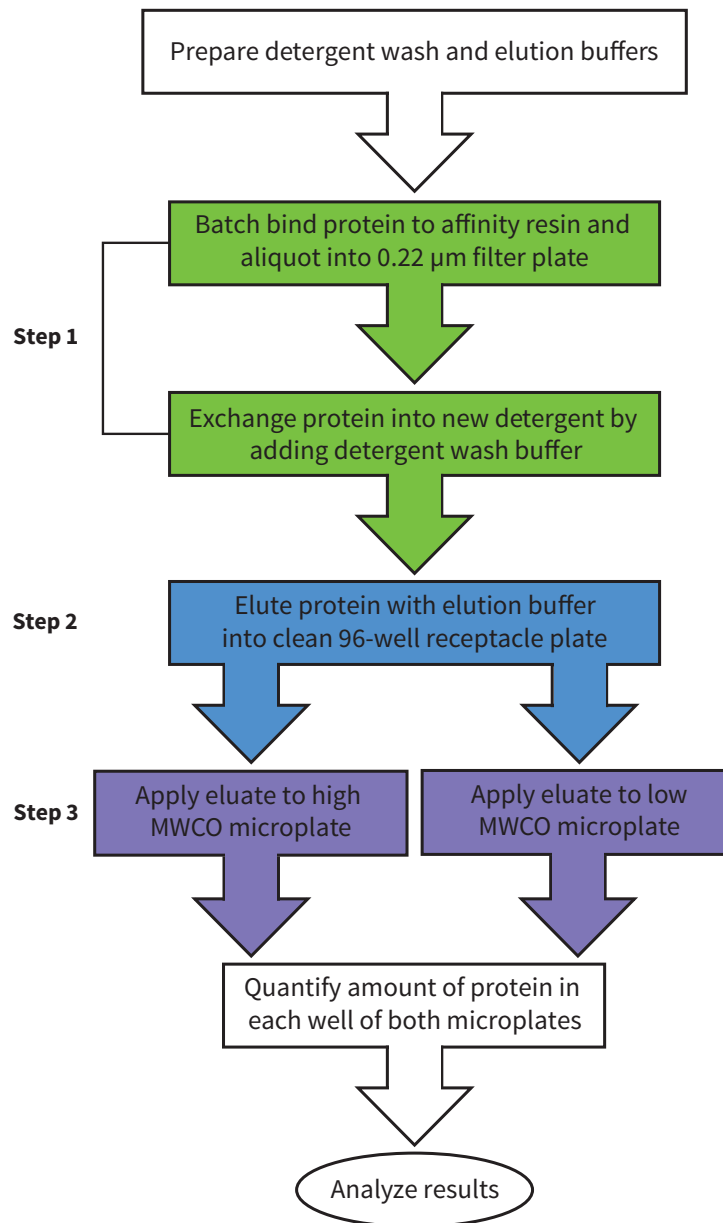 Prepare detergent wash and elution buffers
Batch bind protein to affinity resin and
aliquot into 0.22 µm filter plate
Step 1
Exchange protein into new detergent by
adding detergent wash buffer
Step 2
Elute protein with elution buffer
into clean 96-well receptacle plate
Step 3
Apply eluate to high
MWCO microplate
Apply eluate to low
MWCO microplate
Quantify amount of protein in
each well of both microplates
Analyze results